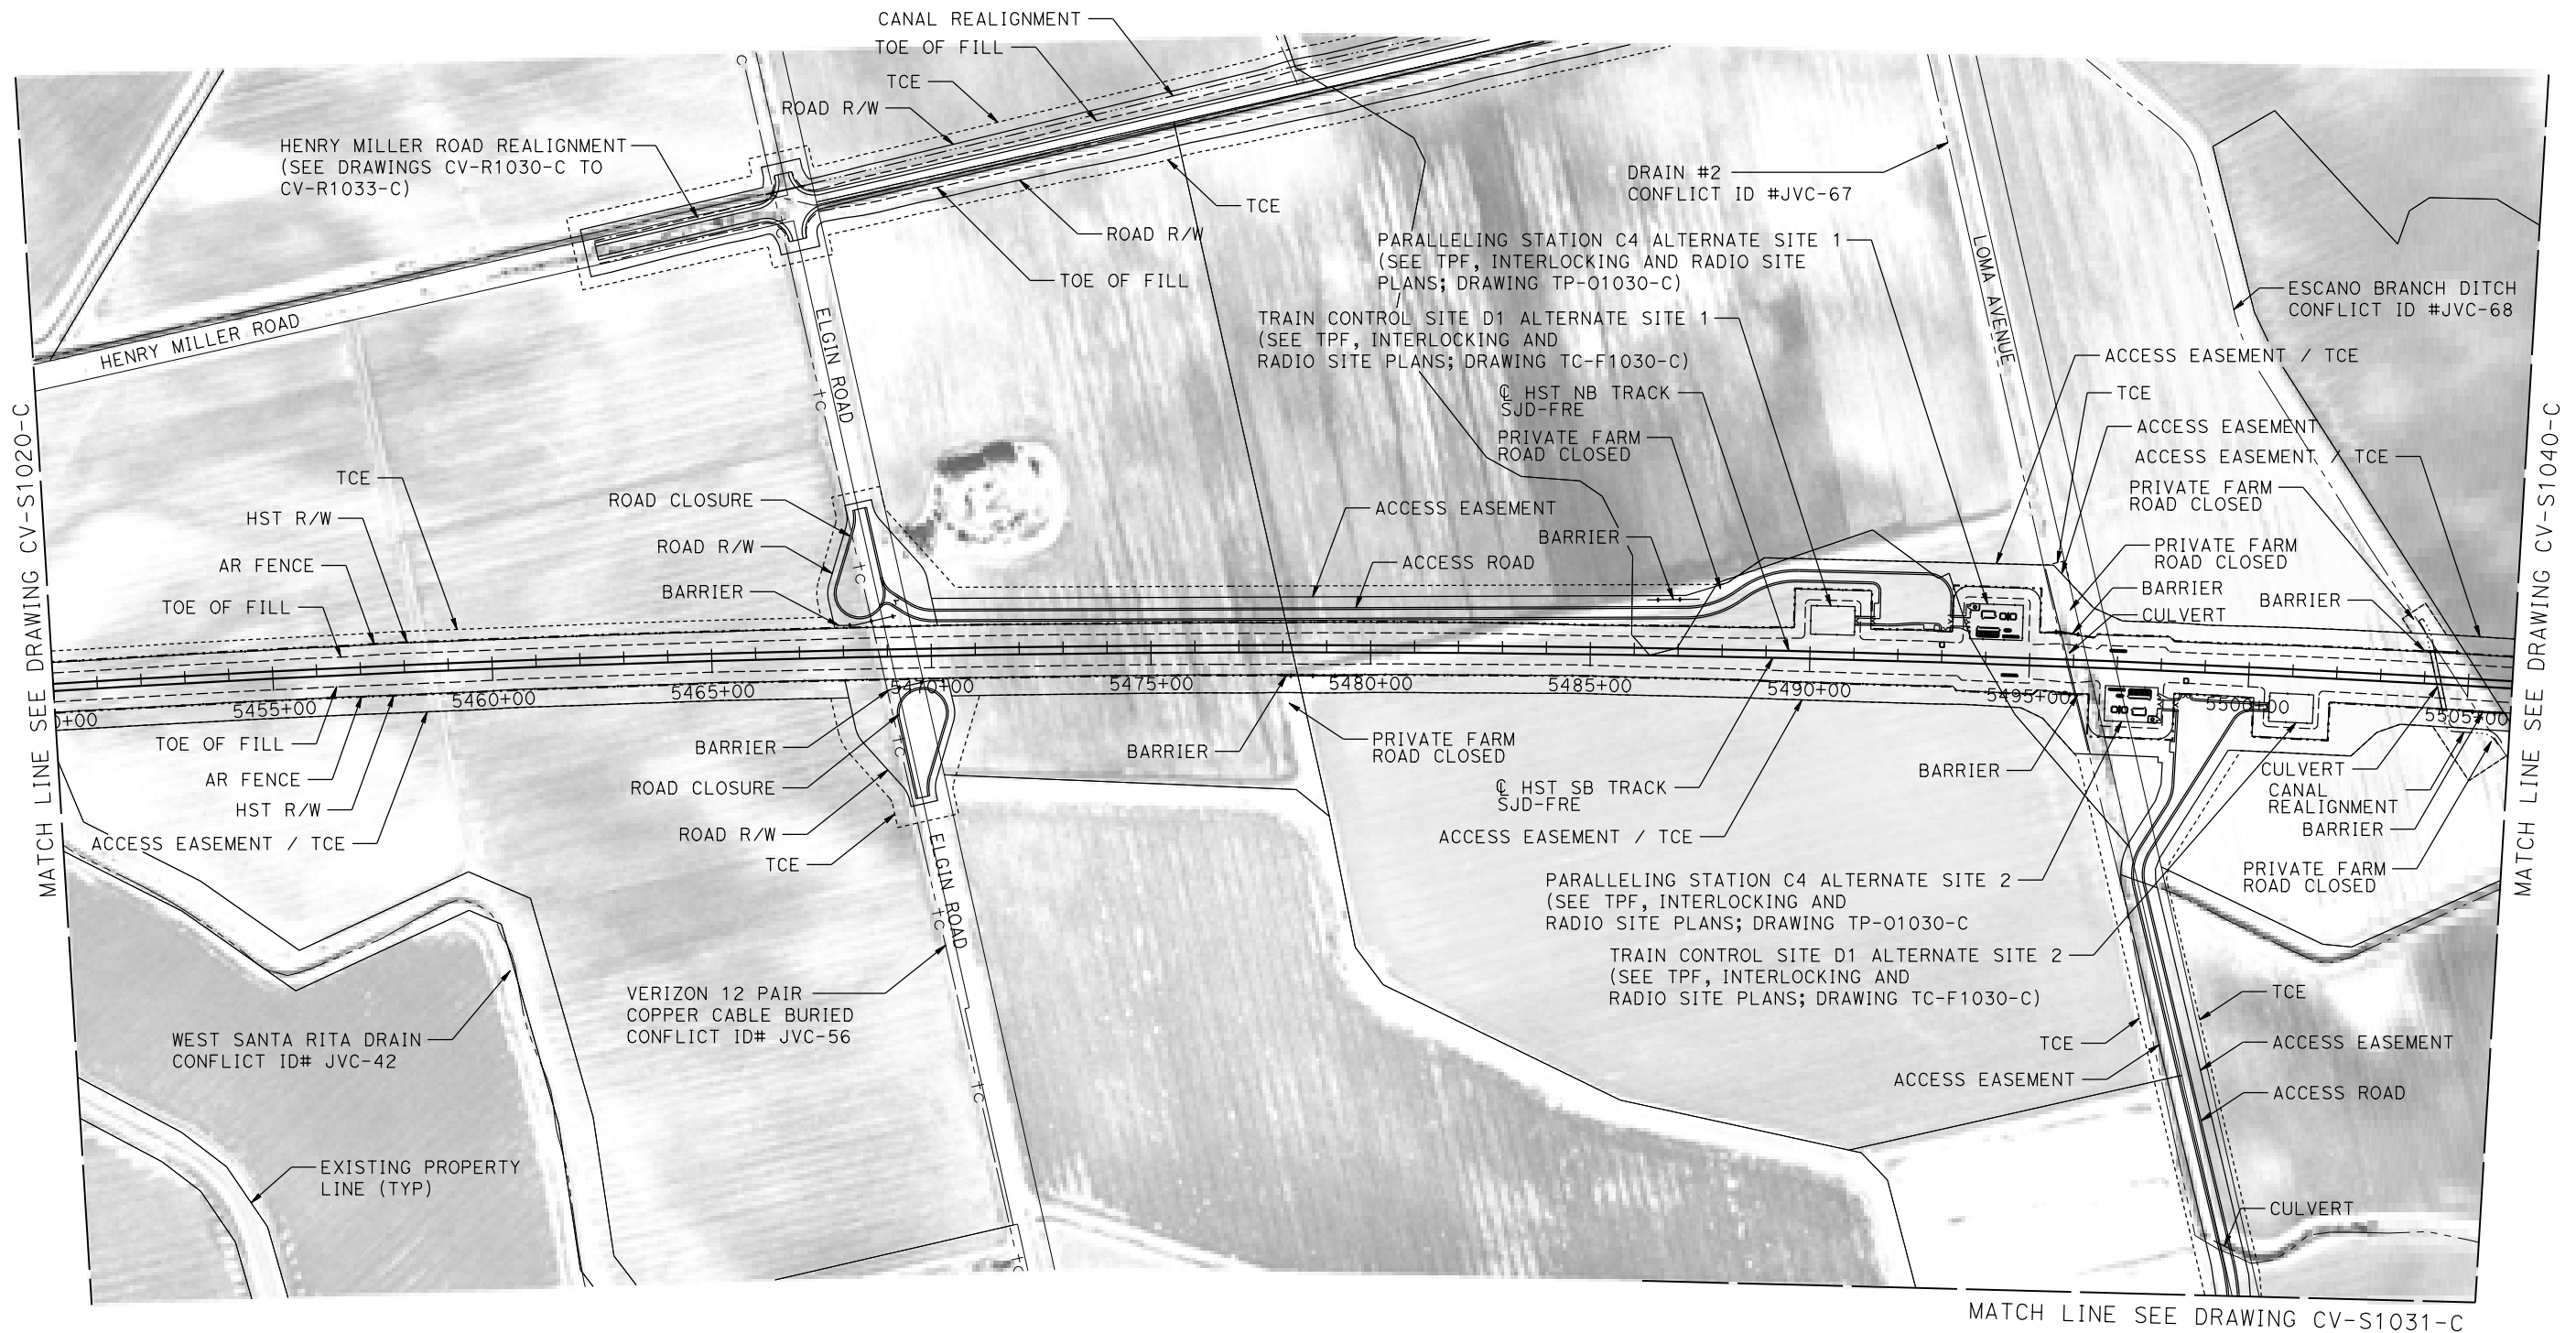 CANAL REALIGNMENT
TOE OF FILL
TCE
ROAD R/W
HENRY MILLER ROAD REALIGNMENT
(SEE DRAWINGS CV-R1030-C TO
CV-R1033-C)
TCE
ROAD R/W
TOE OF FILL
DRAIN #2
CONFLICT ID #JVC-67
PARALLELING STATION C4 ALTERNATE SITE 1
(SEE TPF, INTERLOCKING AND RADIO SITE
PLANS; DRAWING TP-O1030-C)
TRAIN CONTROL SITE D1 ALTERNATE SITE 1
(SEE TPF, INTERLOCKING AND
RADIO SITE PLANS; DRAWING TC-F1030-C)
℄ HST NB TRACK
SJD-FRE
PRIVATE FARM
ROAD CLOSED
LOMA AVENUE
ESCANO BRANCH DITCH
CONFLICT ID #JVC-68
ACCESS EASEMENT / TCE
TCE
ACCESS EASEMENT
ACCESS EASEMENT / TCE
PRIVATE FARM
ROAD CLOSED
PRIVATE FARM
ROAD CLOSED
BARRIER
CULVERT
BARRIER
HENRY MILLER ROAD
ELGIN ROAD
MATCH LINE SEE DRAWING CV-S1020-C
MATCH LINE SEE DRAWING CV-S1040-C
TCE
HST R/W
AR FENCE
TOE OF FILL
ROAD CLOSURE
ROAD R/W
BARRIER
ACCESS EASEMENT
BARRIER
ACCESS ROAD
0+00
5455+00
5460+00
5465+00
5470+00
5475+00
5480+00
5485+00
5490+00
5495+00
5500+00
5505+00
TOE OF FILL
AR FENCE
HST R/W
ACCESS EASEMENT / TCE
BARRIER
ROAD CLOSURE
ROAD R/W
TCE
ELGIN ROAD
BARRIER
PRIVATE FARM
ROAD CLOSED
℄ HST SB TRACK
SJD-FRE
ACCESS EASEMENT / TCE
BARRIER
CULVERT
CANAL
REALIGNMENT
BARRIER
PRIVATE FARM
ROAD CLOSED
PARALLELING STATION C4 ALTERNATE SITE 2
(SEE TPF, INTERLOCKING AND
RADIO SITE PLANS; DRAWING TP-O1030-C
TRAIN CONTROL SITE D1 ALTERNATE SITE 2
(SEE TPF, INTERLOCKING AND
RADIO SITE PLANS; DRAWING TC-F1030-C)
VERIZON 12 PAIR
COPPER CABLE BURIED
CONFLICT ID# JVC-56
WEST SANTA RITA DRAIN
CONFLICT ID# JVC-42
TCE
TCE
ACCESS EASEMENT
ACCESS EASEMENT
ACCESS ROAD
EXISTING PROPERTY
LINE (TYP)
CULVERT
MATCH LINE SEE DRAWING CV-S1031-C